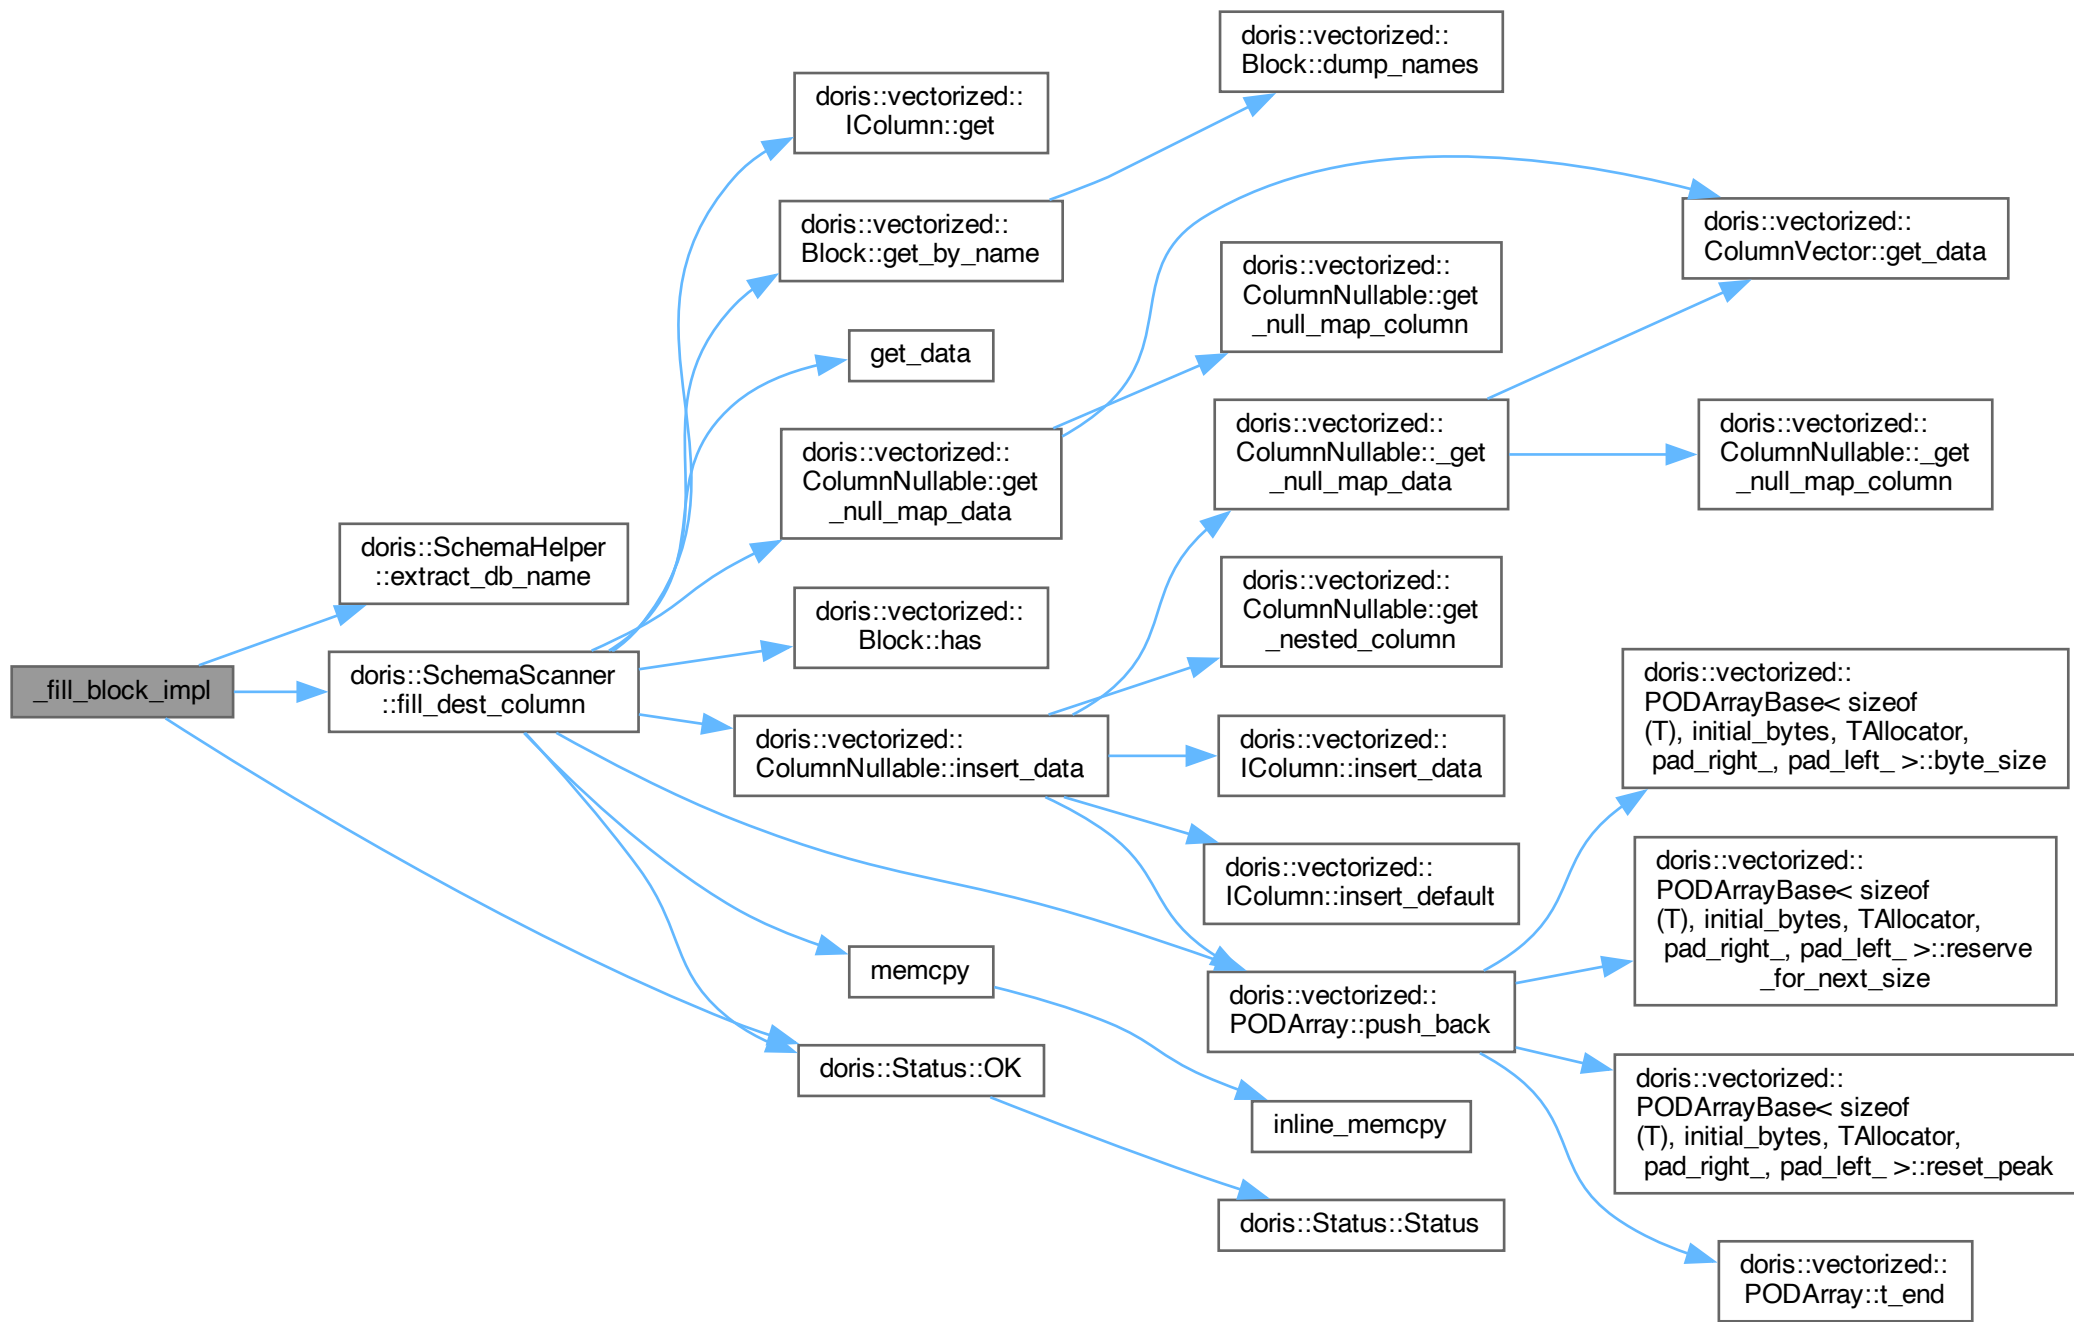 _fill_block_impl
doris::SchemaHelper
::extract_db_name
doris::SchemaScanner
::fill_dest_column
doris::vectorized::
IColumn::get
doris::vectorized::
Block::get_by_name
get_data
doris::vectorized::
ColumnNullable::get
_null_map_data
doris::vectorized::
Block::has
doris::vectorized::
ColumnNullable::insert_data
memcpy
doris::Status::OK
doris::vectorized::
Block::dump_names
doris::vectorized::
ColumnNullable::get
_null_map_column
doris::vectorized::
ColumnNullable::_get
_null_map_data
doris::vectorized::
ColumnNullable::get
_nested_column
doris::vectorized::
IColumn::insert_data
doris::vectorized::
IColumn::insert_default
doris::vectorized::
PODArray::push_back
inline_memcpy
doris::Status::Status
doris::vectorized::
ColumnVector::get_data
doris::vectorized::
ColumnNullable::_get
_null_map_column
doris::vectorized::
PODArrayBase< sizeof
(T), initial_bytes, TAllocator,
pad_right_, pad_left_ >::byte_size
doris::vectorized::
PODArrayBase< sizeof
(T), initial_bytes, TAllocator,
pad_right_, pad_left_ >::reserve
_for_next_size
doris::vectorized::
PODArrayBase< sizeof
(T), initial_bytes, TAllocator,
pad_right_, pad_left_ >::reset_peak
doris::vectorized::
PODArray::t_end